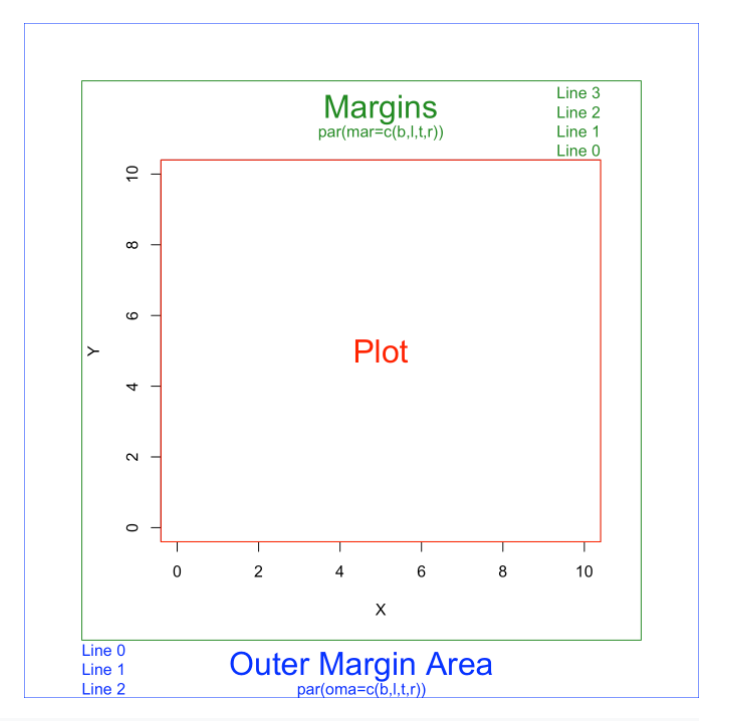 Margins
par(mar=c(b,l,t,r))
Line 3
Line 2
Line 1
Line 0
10
8
6
4
2
0
Y
Plot
0 2 4 6 8 10
X
Line 0
Line 1
Line 2
Outer Margin Area
par(oma=c(b,l,t,r))